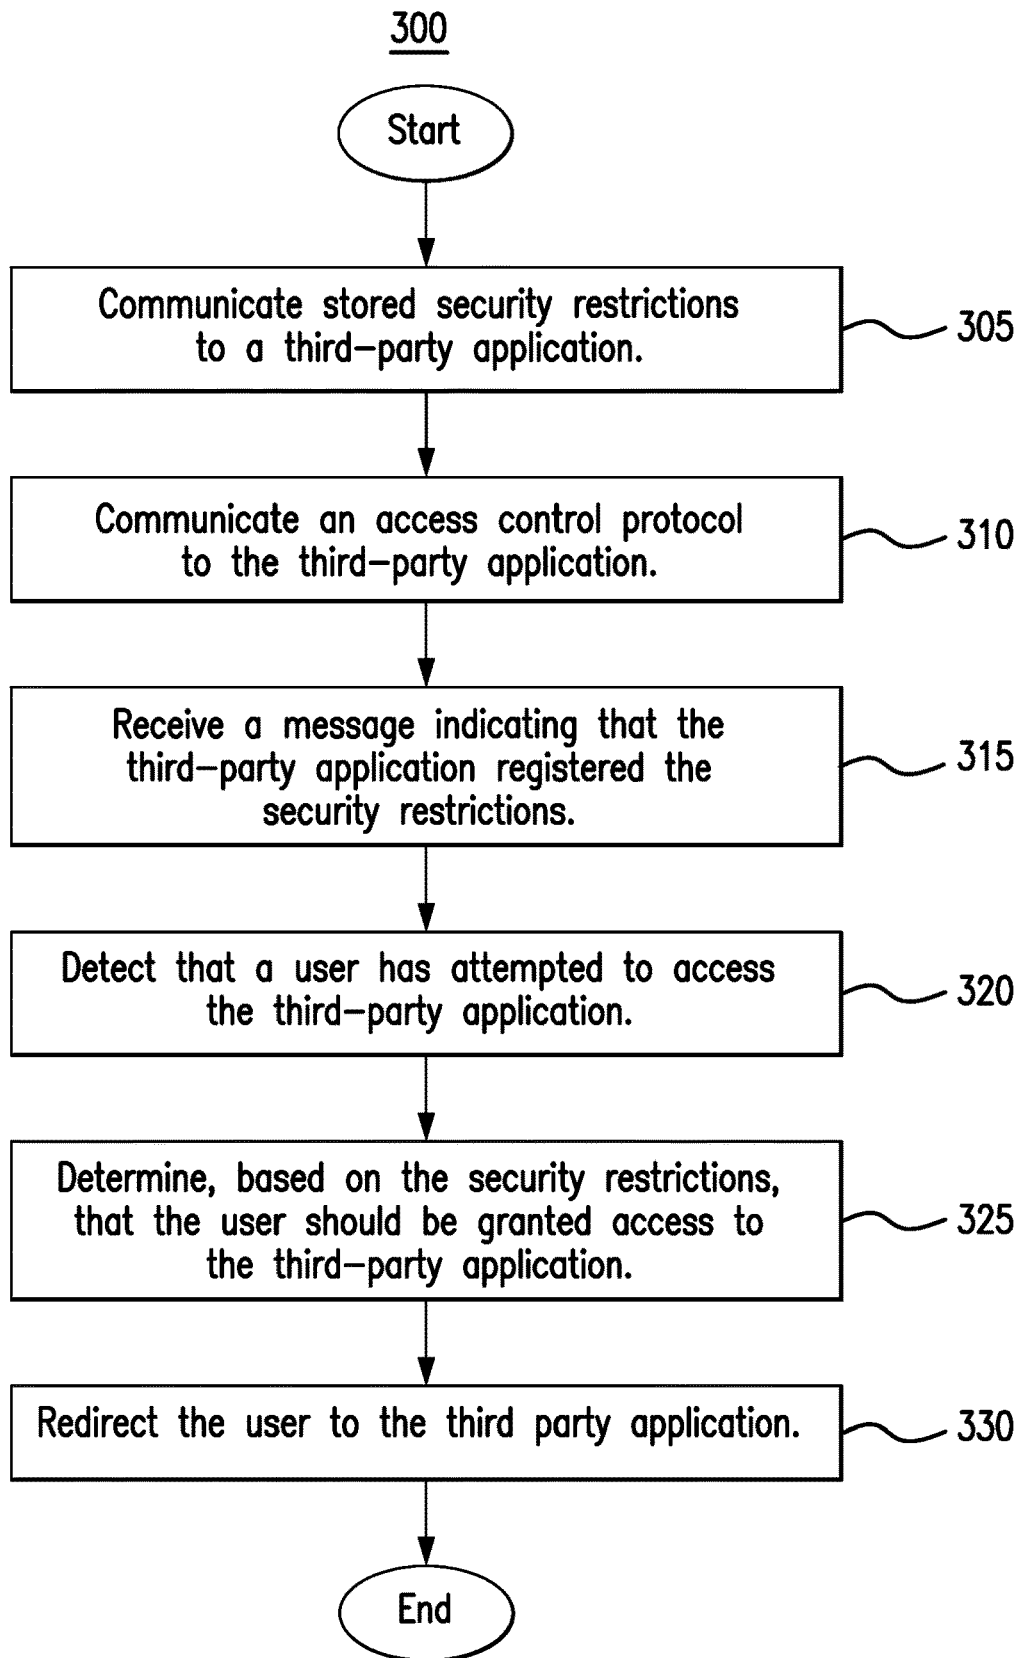 300
Start
Communicate stored security restrictions
to a third-party application.
305
Communicate an access control protocol
to the third-party application.
310
Receive a message indicating that the
third-party application registered the
security restrictions.
315
Detect that a user has attempted to access
the third-party application.
320
Determine, based on the security restrictions,
that the user should be granted access to
the third-party application.
325
Redirect the user to the third party application.
330
End